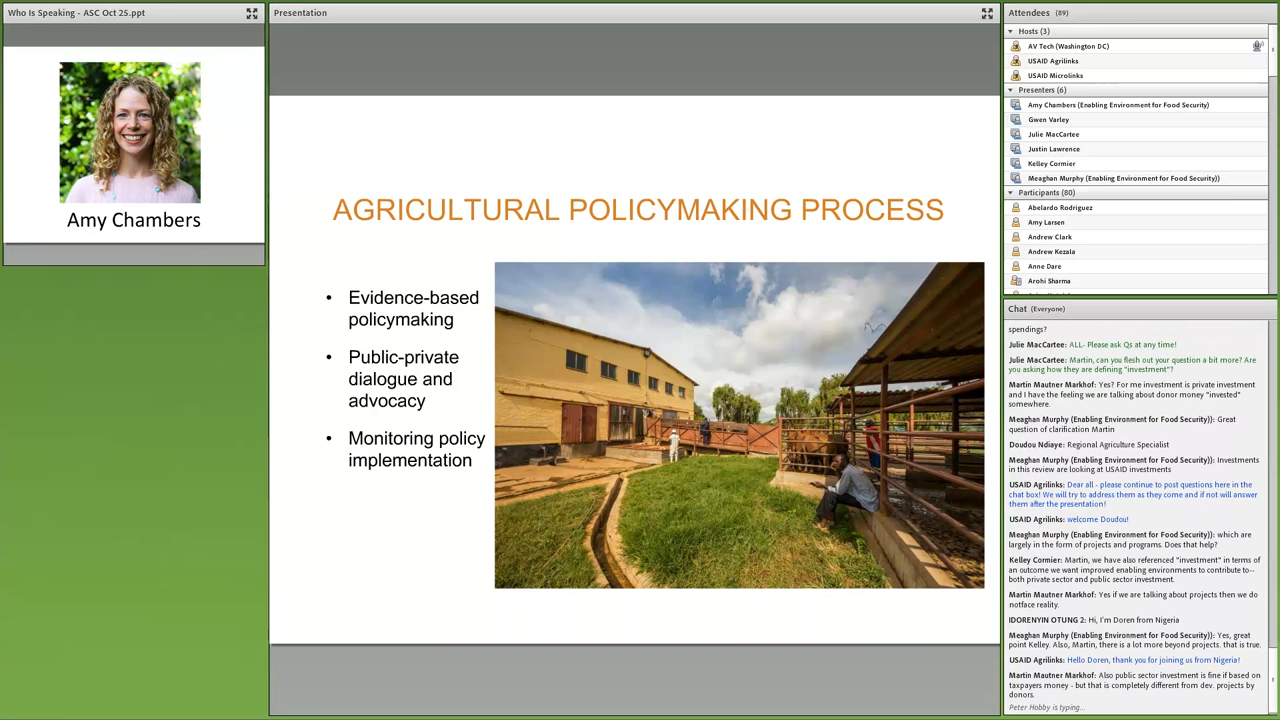 Who Is Speaking - ASC Oct 25.ppt
Amy Chambers
Presentation
AGRICULTURAL POLICYMAKING PROCESS
• Evidence-based
policymaking
• Public-private
dialogue and
advocacy
• Monitoring policy
implementation
Attendees (89)
Hosts (3)
AV Tech (Washington DC)
USAID Agrilinks
USAID Microlinks
Presenters (6)
Amy Chambers (Enabling Environment for Food Security)
Gwen Varley
Julie MacCartee
Justin Lawrence
Kelley Cormier
Meaghan Murphy (Enabling Environment for Food Security))
Participants (80)
Abelardo Rodriguez
Amy Larsen
Andrew Clark
Andrew Kezala
Anne Dare
Arohi Sharma
Chat (Everyone)
spendings?
Julie MacCartee: ALL- Please ask Qs at any time!
Julie MacCartee: Martin, can you flesh out your question a bit more? Are
you asking how they are defining "investment"?
Martin Mautner Markhof: Yes? For me investment is private investment
and I have the feeling we are talking about donor money "invested"
somewhere.
Meaghan Murphy (Enabling Environment for Food Security)): Great
question of clarification Martin
Doudou Ndiaye: Regional Agriculture Specialist
Meaghan Murphy (Enabling Environment for Food Security)): Investments
in this review are looking at USAID investments
USAID Agrilinks: Dear all - please continue to post questions here in the
chat box! We will try to address them as they come and if not will answer
them after the presentation!
USAID Agrilinks: welcome Doudou!
Meaghan Murphy (Enabling Environment for Food Security)): which are
largely in the form of projects and programs. Does that help?
Kelley Cormier: Martin, we have also referenced "investment" in terms of
an outcome we want improved enabling environments to contribute to--
both private sector and public sector investment.
Martin Mautner Markhof: Yes if we are talking about projects then we do
notface reality.
IDORENYIN OTUNG 2: Hi, I'm Doren from Nigeria
Meaghan Murphy (Enabling Environment for Food Security)): Yes, great
point Kelley. Also, Martin, there is a lot more beyond projects. that is true.
USAID Agrilinks: Hello Doren, thank you for joining us from Nigeria!
Martin Mautner Markhof: Also public sector investment is fine if based on
taxpayers money - but that is completely different from dev. projects by
donors.
Peter Hobby is typing...